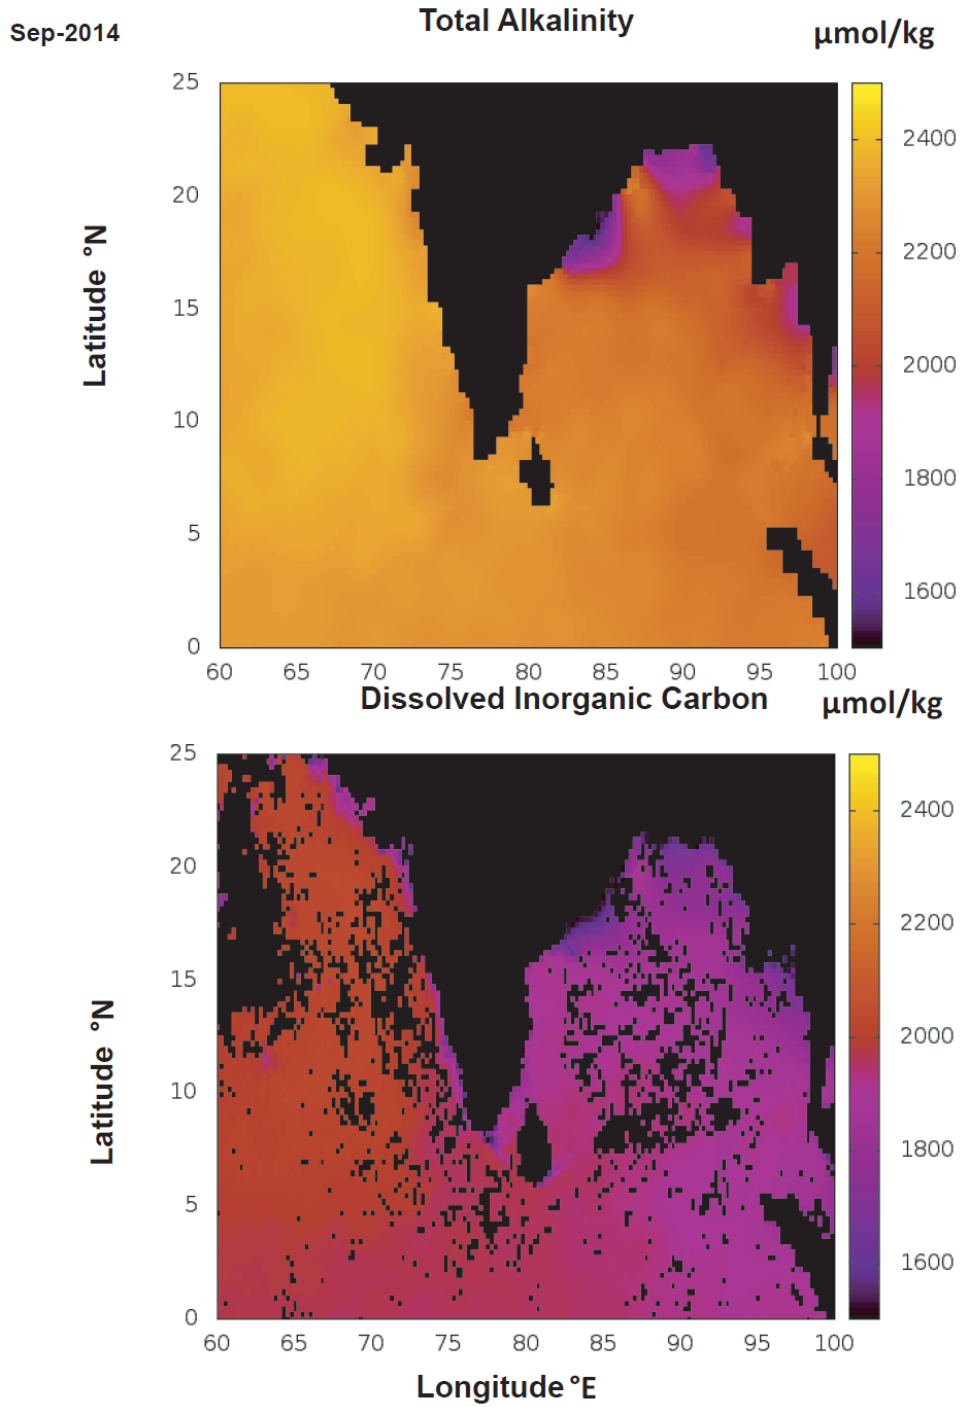 Sep-2014
Total Alkalinity
µmol/kg
25
20
15
10
5
0
Latitude °N
60 65 70 75 80 85 90 95 100
2400
2200
2000
1800
1600
Dissolved Inorganic Carbon
µmol/kg
25
20
15
10
5
0
Latitude °N
60 65 70 75 80 85 90 95 100
2400
2200
2000
1800
1600
Longitude °E